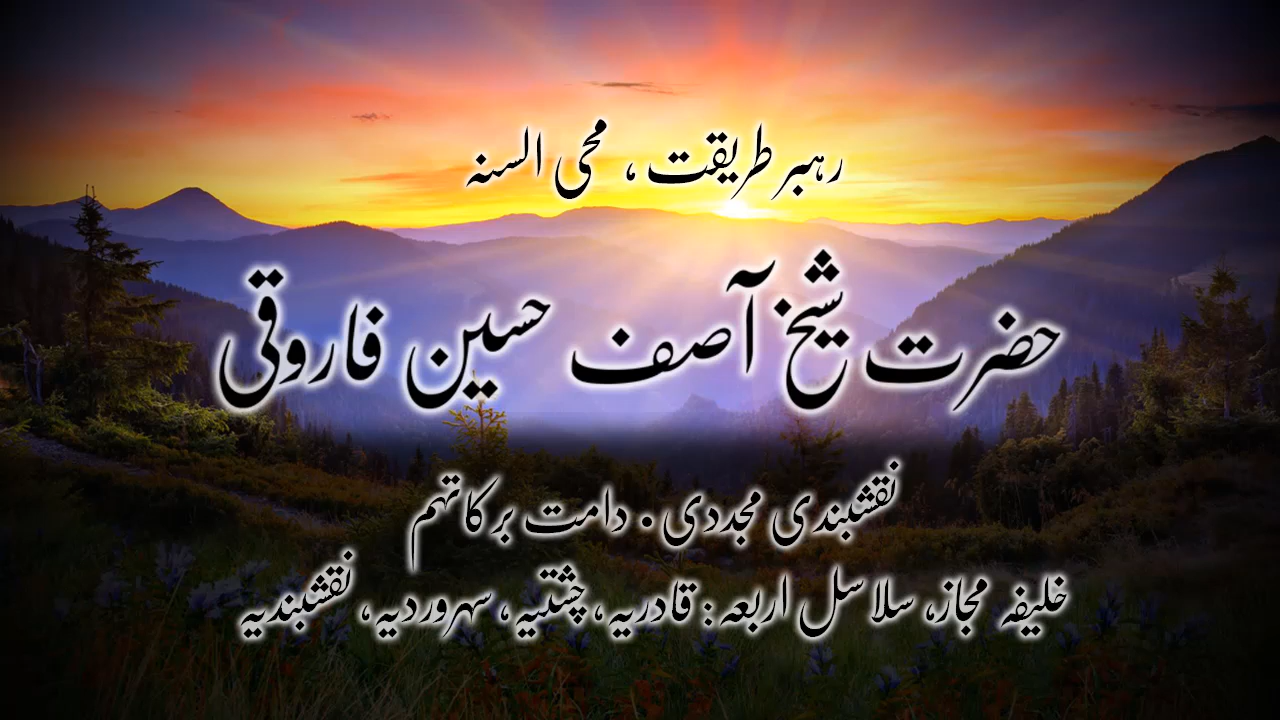 رہبر طریقت، محی السنہ
حضرت شیخ آصف حسین فاروقی
نقشبندی مجددی۔ دامت برکاتہم
خلیفہ مجاز، سلاسل اربعہ: قادریہ، چشتیہ، سہروردیہ، نقشبندیہ